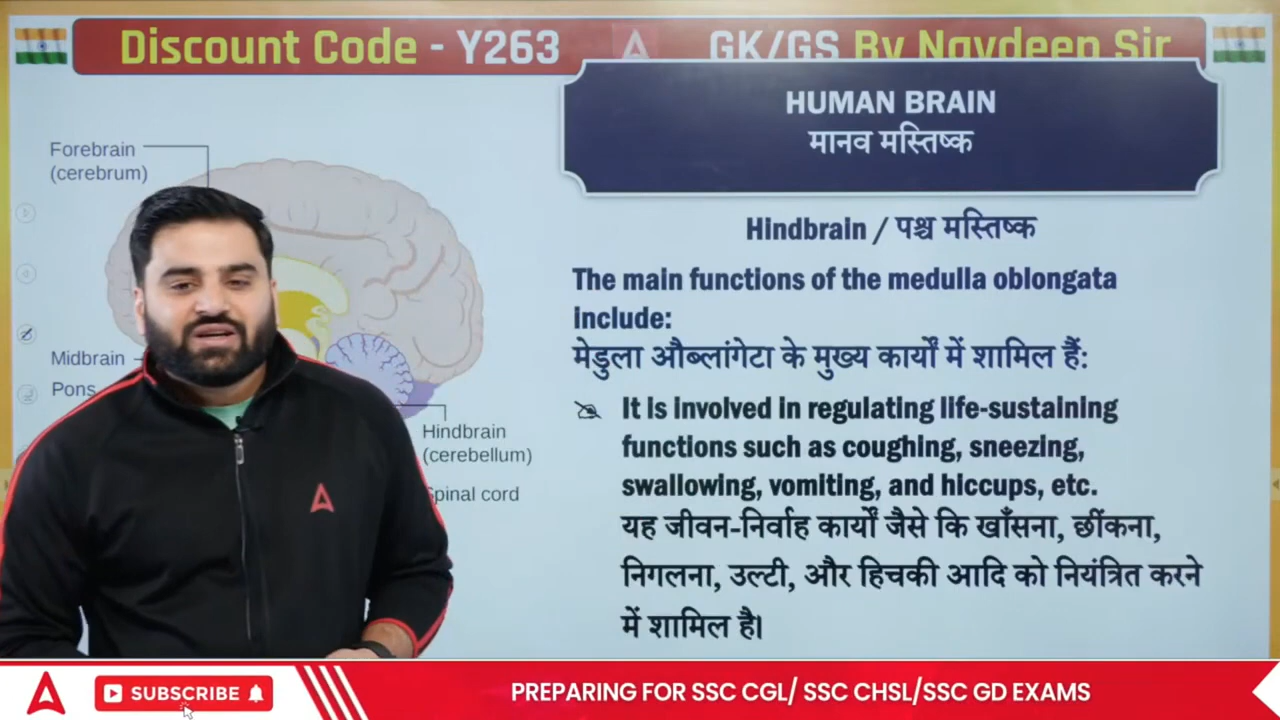 Discount Code - Y263
GK/GS By Navdeep Sir
HUMAN BRAIN
मानव मस्तिष्क
Forebrain
(cerebrum)
Midbrain
Pons
Hindbrain
(cerebellum)
Spinal cord
Hindbrain / पश्च मस्तिष्क
The main functions of the medulla oblongata
include:
मेडुला औब्लांगेटा के मुख्य कार्यों में शामिल हैं:
It is involved in regulating life-sustaining
functions such as coughing, sneezing,
swallowing, vomiting, and hiccups, etc.
यह जीवन-निर्वाह कार्यों जैसे कि खाँसना, छींकना,
निगलना, उल्टी, और हिचकी आदि को नियंत्रित करने
में शामिल है।
SUBSCRIBE
PREPARING FOR SSC CGL/ SSC CHSL/SSC GD EXAMS